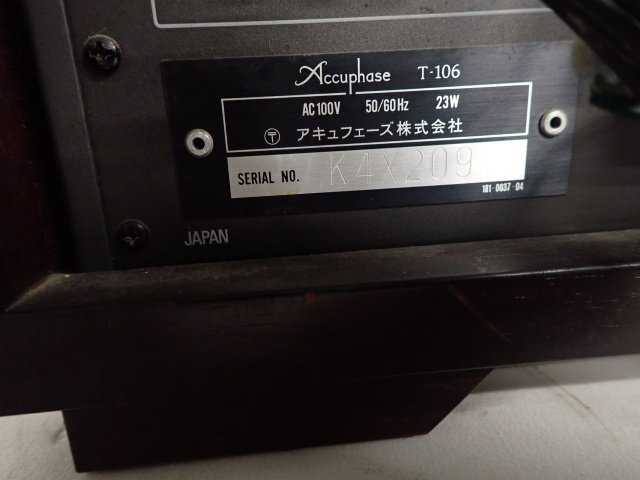 Accuphase T-106
AC100V 50/60Hz 23W
〒 アキュフェーズ株式会社
SERIAL NO. K4X209
181-0037-04
JAPAN